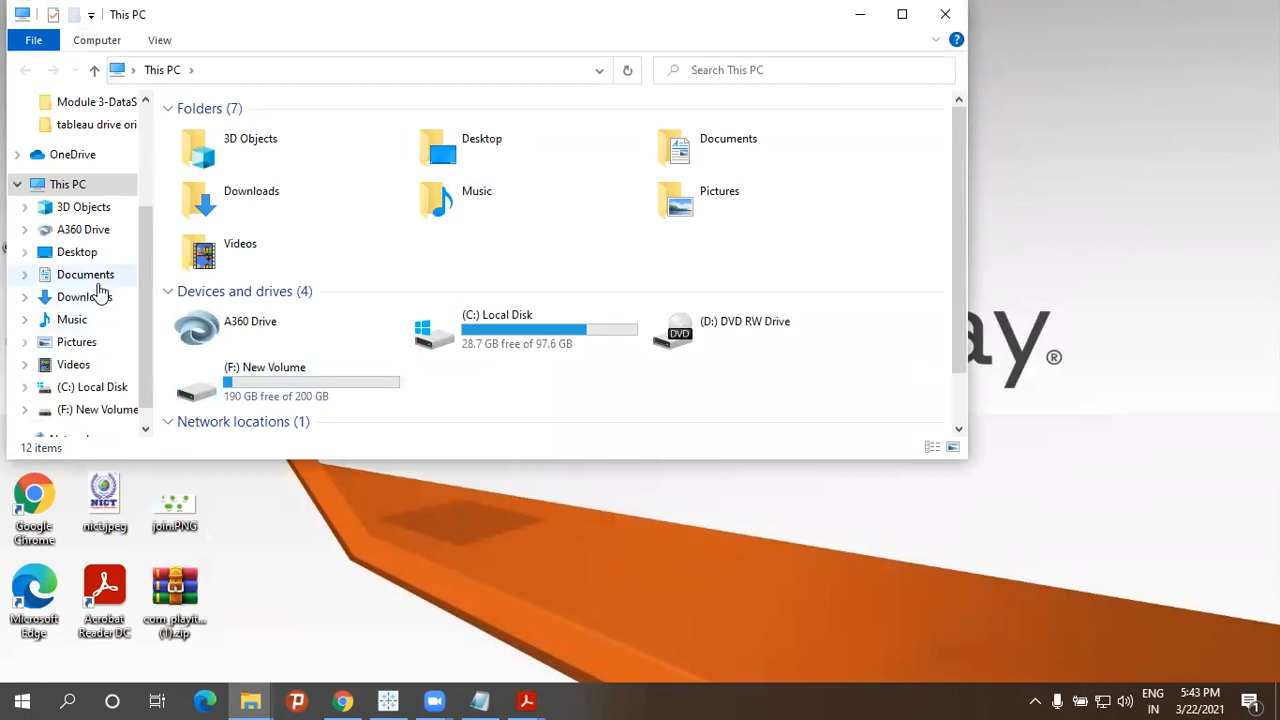 This PC
File Computer View
This PC
Search This PC
Module 3-DataS
tableau drive ori
OneDrive
This PC
3D Objects
A360 Drive
Desktop
Documents
Music
Pictures
Videos
(C:) Local Disk
(F:) New Volume
Folders (7)
3D Objects
Desktop
Documents
Downloads
Music
Pictures
Videos
Devices and drives (4)
A360 Drive
(C:) Local Disk
28.7 GB free of 97.6 GB
DVD
(D:) DVD RW Drive
(F:) New Volume
190 GB free of 200 GB
Network locations (1)
12 items
ay®
Google
Chrome
NICT
nict.jpeg
join.PNG
Microsoft
Edge
Acrobat
Reader DC
com_playit...
(1).zip
ENG
IN
5:43 PM
3/22/2021
1